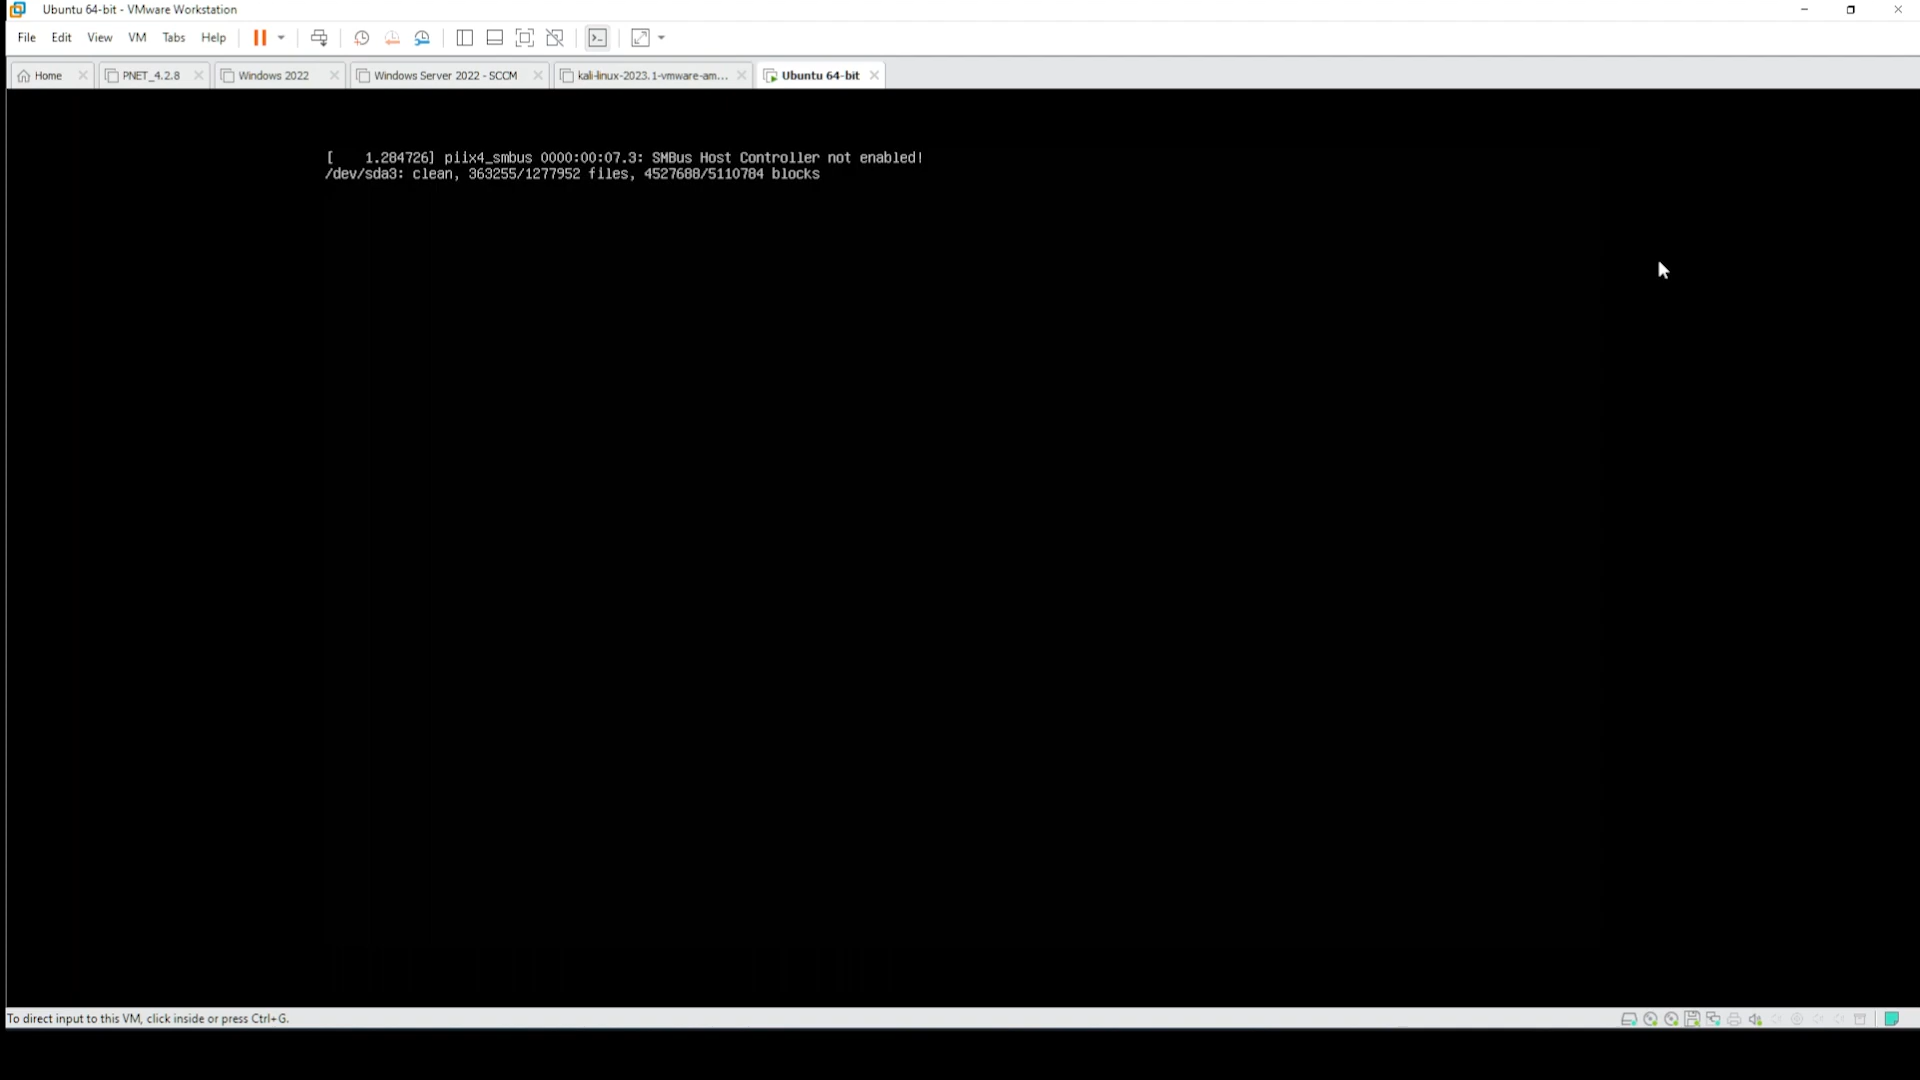 Ubuntu 64-bit - VMware Workstation
File Edit View VM Tabs Help
Home PNET_4.2.8 Windows 2022 Windows Server 2022 - SCCM kali-linux-2023.1-vmware-am... Ubuntu 64-bit
[    1.284726] piix4_smbus 0000:00:07.3: SMBus Host Controller not enabled!
/dev/sda3: clean, 363255/1277952 files, 4527688/5110784 blocks
To direct input to this VM, click inside or press Ctrl+G.